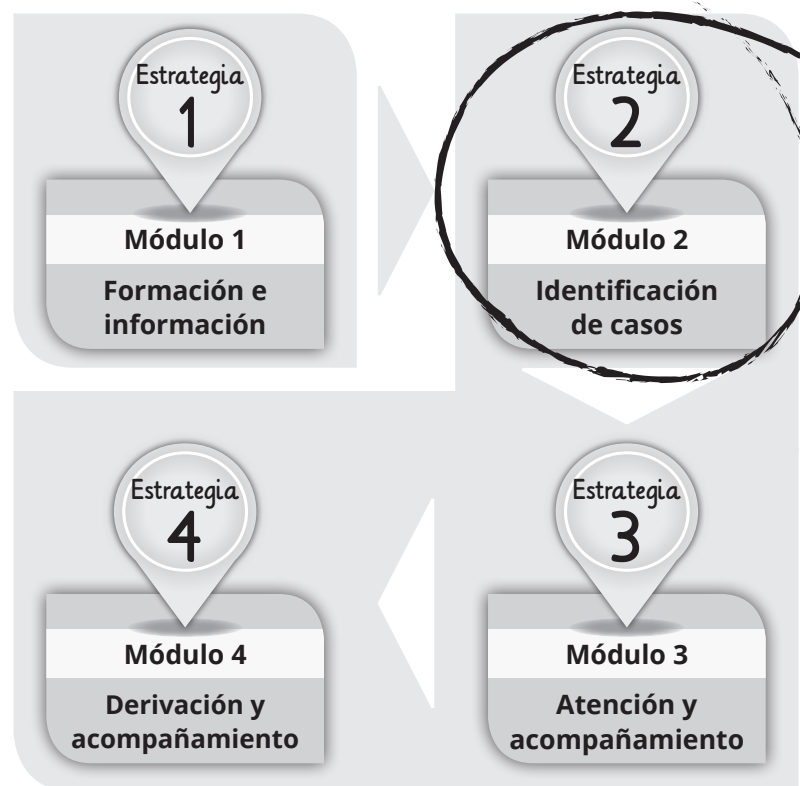 Estrategia
1
Módulo 1
Formación e
información
Estrategia
2
Módulo 2
Identificación
de casos
Estrategia
3
Módulo 3
Atención y
acompañamiento
Estrategia
4
Módulo 4
Derivación y
acompañamiento